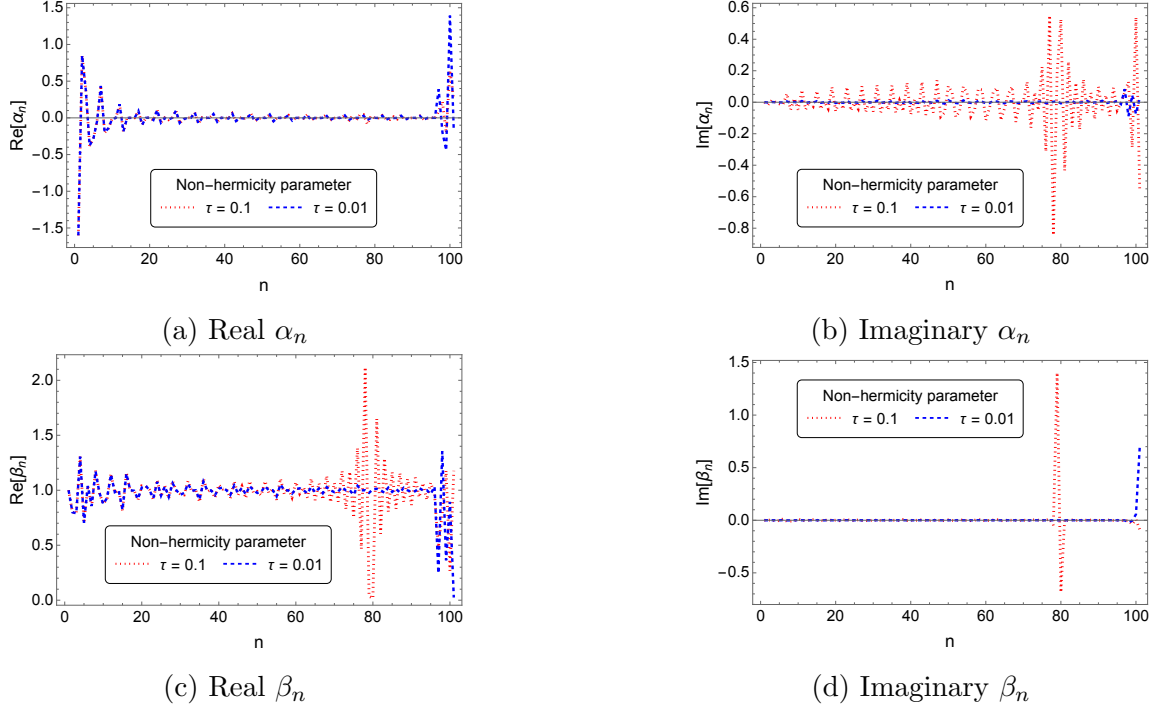 1.5
1.0
0.5
0.0
−0.5
−1.0
−1.5
Re[αn]
Non−hermicity parameter
τ = 0.1 τ = 0.01
0 20 40 60 80 100
n
(a) Real αn
0.6
0.4
0.2
0.0
−0.2
−0.4
−0.6
−0.8
Im[αn]
Non−hermicity parameter
τ = 0.1 τ = 0.01
0 20 40 60 80 100
n
(b) Imaginary αn
2.0
1.5
1.0
0.5
0.0
Re[βn]
Non−hermicity parameter
τ = 0.1 τ = 0.01
0 20 40 60 80 100
n
(c) Real βn
1.5
1.0
0.5
0.0
−0.5
Im[βn]
Non−hermicity parameter
τ = 0.1 τ = 0.01
0 20 40 60 80 100
n
(d) Imaginary βn